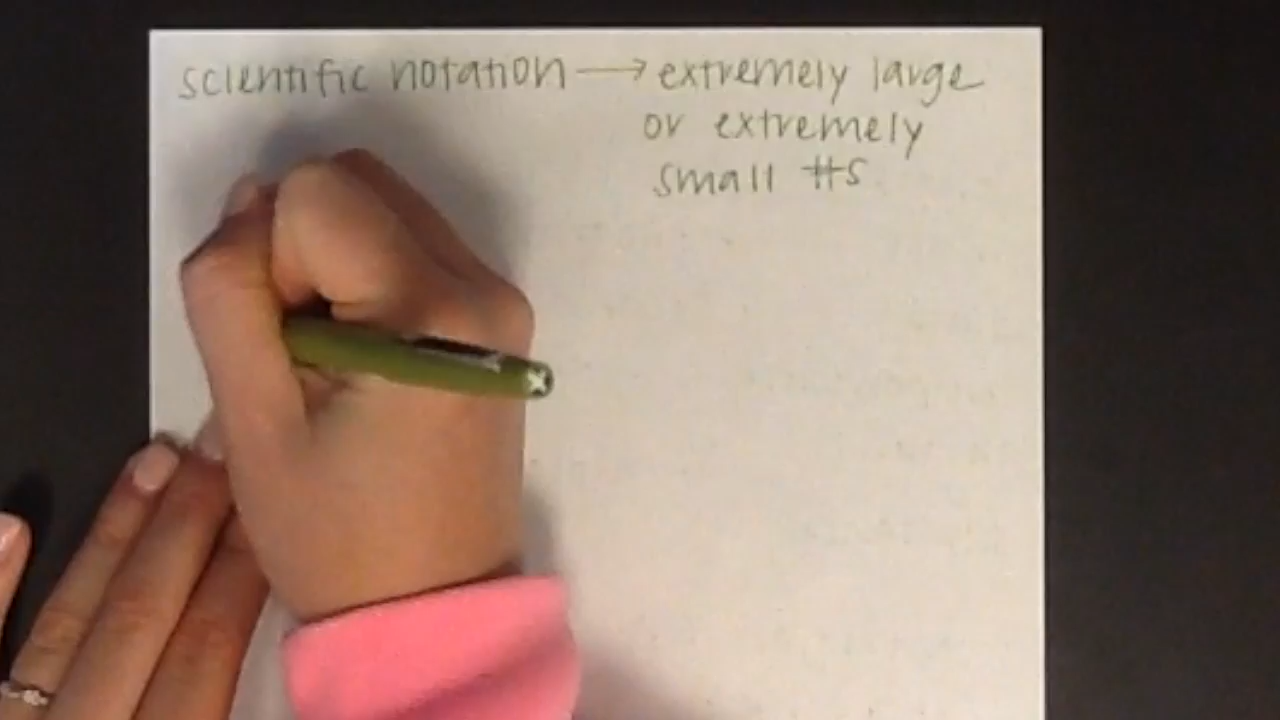 scientific notation → extremely large
or extremely
small #s